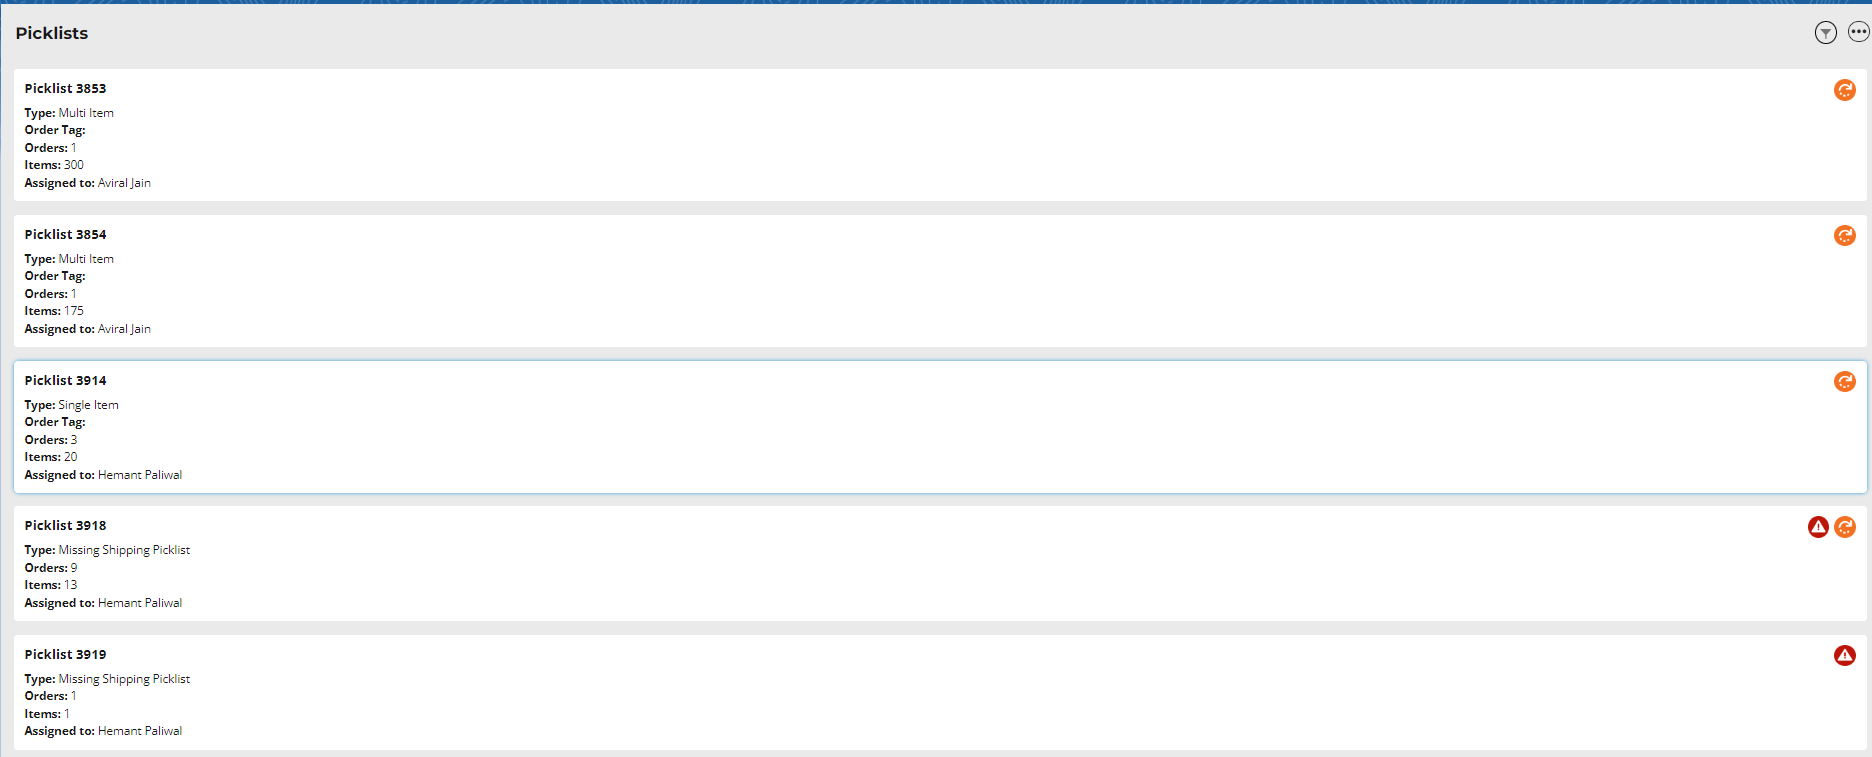 Picklists
Picklist 3853
Type: Multi Item
Order Tag:
Orders: 1
Items: 300
Assigned to: Aviral Jain
Picklist 3854
Type: Multi Item
Order Tag:
Orders: 1
Items: 175
Assigned to: Aviral Jain
Picklist 3914
Type: Single Item
Order Tag:
Orders: 3
Items: 20
Assigned to: Hemant Paliwal
Picklist 3918
Type: Missing Shipping Picklist
Orders: 9
Items: 13
Assigned to: Hemant Paliwal
Picklist 3919
Type: Missing Shipping Picklist
Orders: 1
Items: 1
Assigned to: Hemant Paliwal